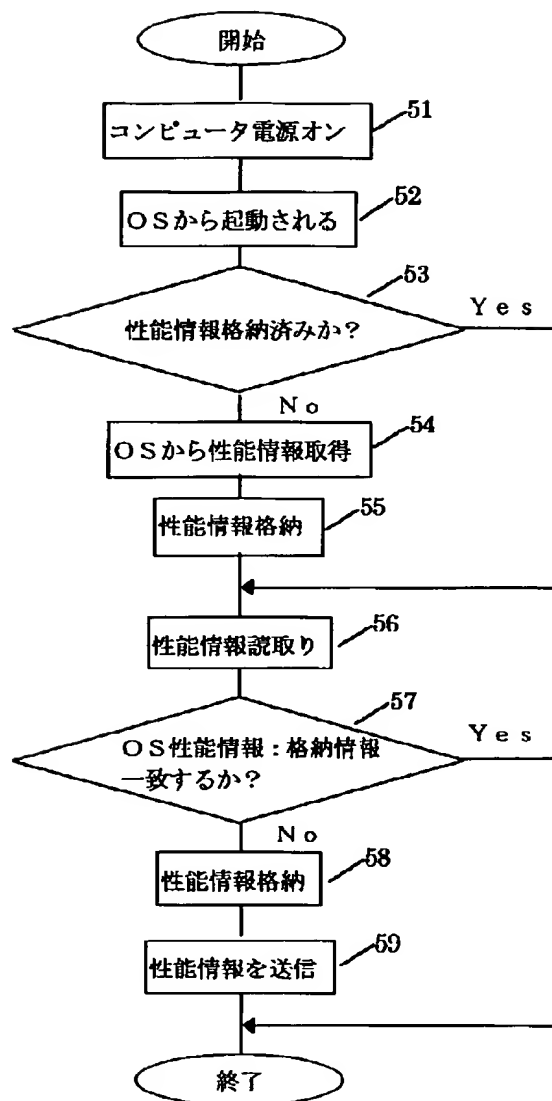 開始
コンピュータ電源オン
51
OSから起動される
52
性能情報格納済みか?
53
Yes
No
OSから性能情報取得
54
性能情報格納
55
性能情報読取り
56
OS性能情報:格納情報
一致するか?
57
Yes
No
性能情報格納
58
性能情報を送信
59
終了